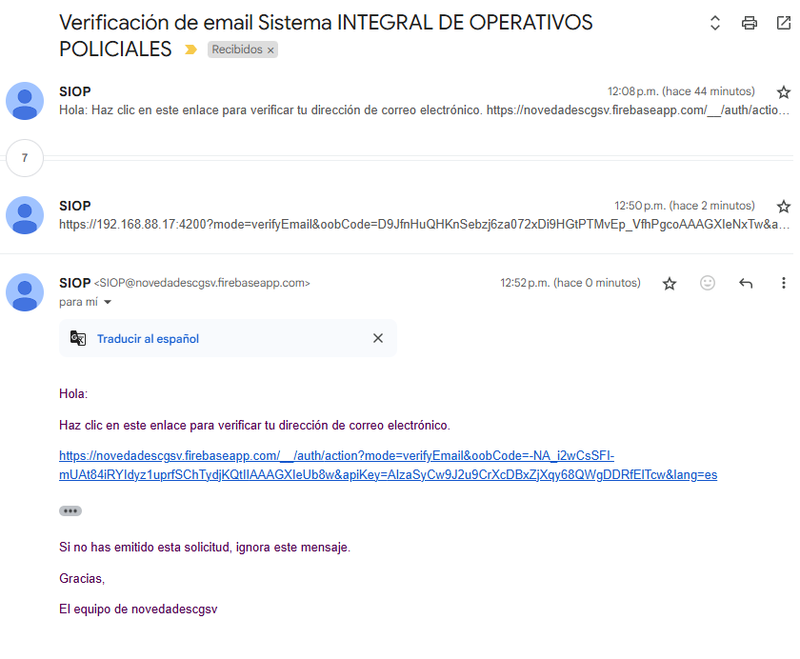 Verificación de email Sistema INTEGRAL DE OPERATIVOS
POLICIALES Recibidos ×
SIOP 12:08 p.m. (hace 44 minutos)
Hola: Haz clic en este enlace para verificar tu dirección de correo electrónico. https://novedadescgsv.firebaseapp.com/__/auth/actio...
7
SIOP 12:50 p.m. (hace 2 minutos)
https://192.168.88.17:4200?mode=verifyEmail&oobCode=D9JfnHuQHKnSebzj6za072xDi9HGtPTMvEp_VfhPgcoAAAGXIeNxTw&a...
SIOP <SIOP@novedadescgsv.firebaseapp.com> 12:52 p.m. (hace 0 minutos)
para mí
Traducir al español
Hola:
Haz clic en este enlace para verificar tu dirección de correo electrónico.
https://novedadescgsv.firebaseapp.com/__/auth/action?mode=verifyEmail&oobCode=-NA_i2wCsSFI-
mUAt84iRYIdyz1uprfSChTydjKQtIIAAAGXIeUb8w&apiKey=AIzaSyCw9J2u9CrXcDBxZjXqy68QWgDDRfEITcw&lang=es
Si no has emitido esta solicitud, ignora este mensaje.
Gracias,
El equipo de novedadescgsv